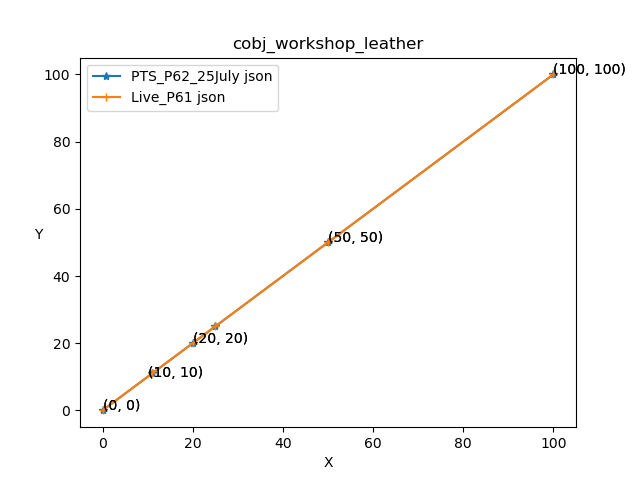 cobj_workshop_leather
PTS_P62_25July json
Live_P61 json
100
80
60
40
20
0
Y
(100, 100)
(50, 50)
(20, 20)
(10, 10)
(0, 0)
0 20 40 60 80 100
X